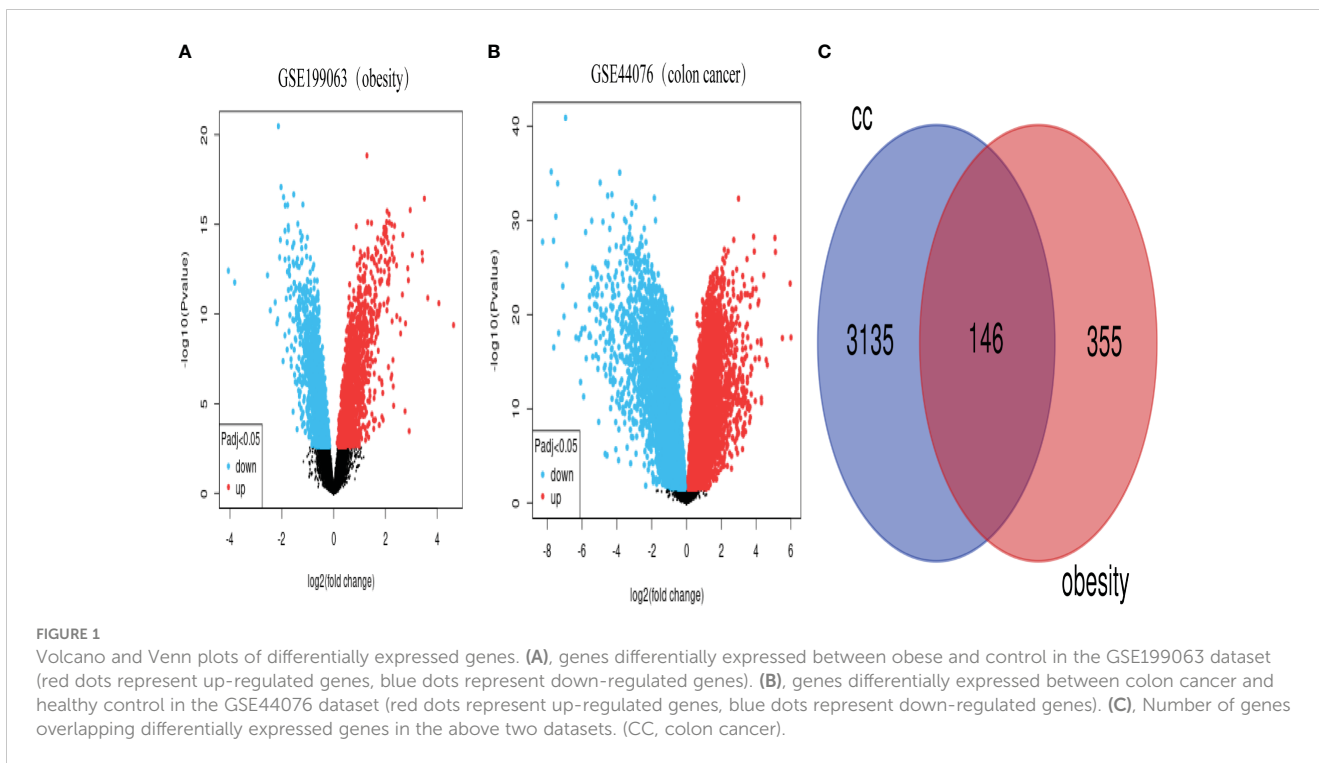 A
GSE199063 (obesity)
-log10(Pvalue)
20
15
10
5
0
Padj<0.05
down
up
-4 -2 0 2 4
log2(fold change)
B
GSE44076 (colon cancer)
-log10(Pvalue)
40
30
20
10
0
Padj<0.05
down
up
-8 -6 -4 -2 0 2 4 6
log2(fold change)
C
cc
3135 146 355
obesity
FIGURE 1
Volcano and Venn plots of differentially expressed genes. (A), genes differentially expressed between obese and control in the GSE199063 dataset
(red dots represent up-regulated genes, blue dots represent down-regulated genes). (B), genes differentially expressed between colon cancer and
healthy control in the GSE44076 dataset (red dots represent up-regulated genes, blue dots represent down-regulated genes). (C), Number of genes
overlapping differentially expressed genes in the above two datasets. (CC, colon cancer).